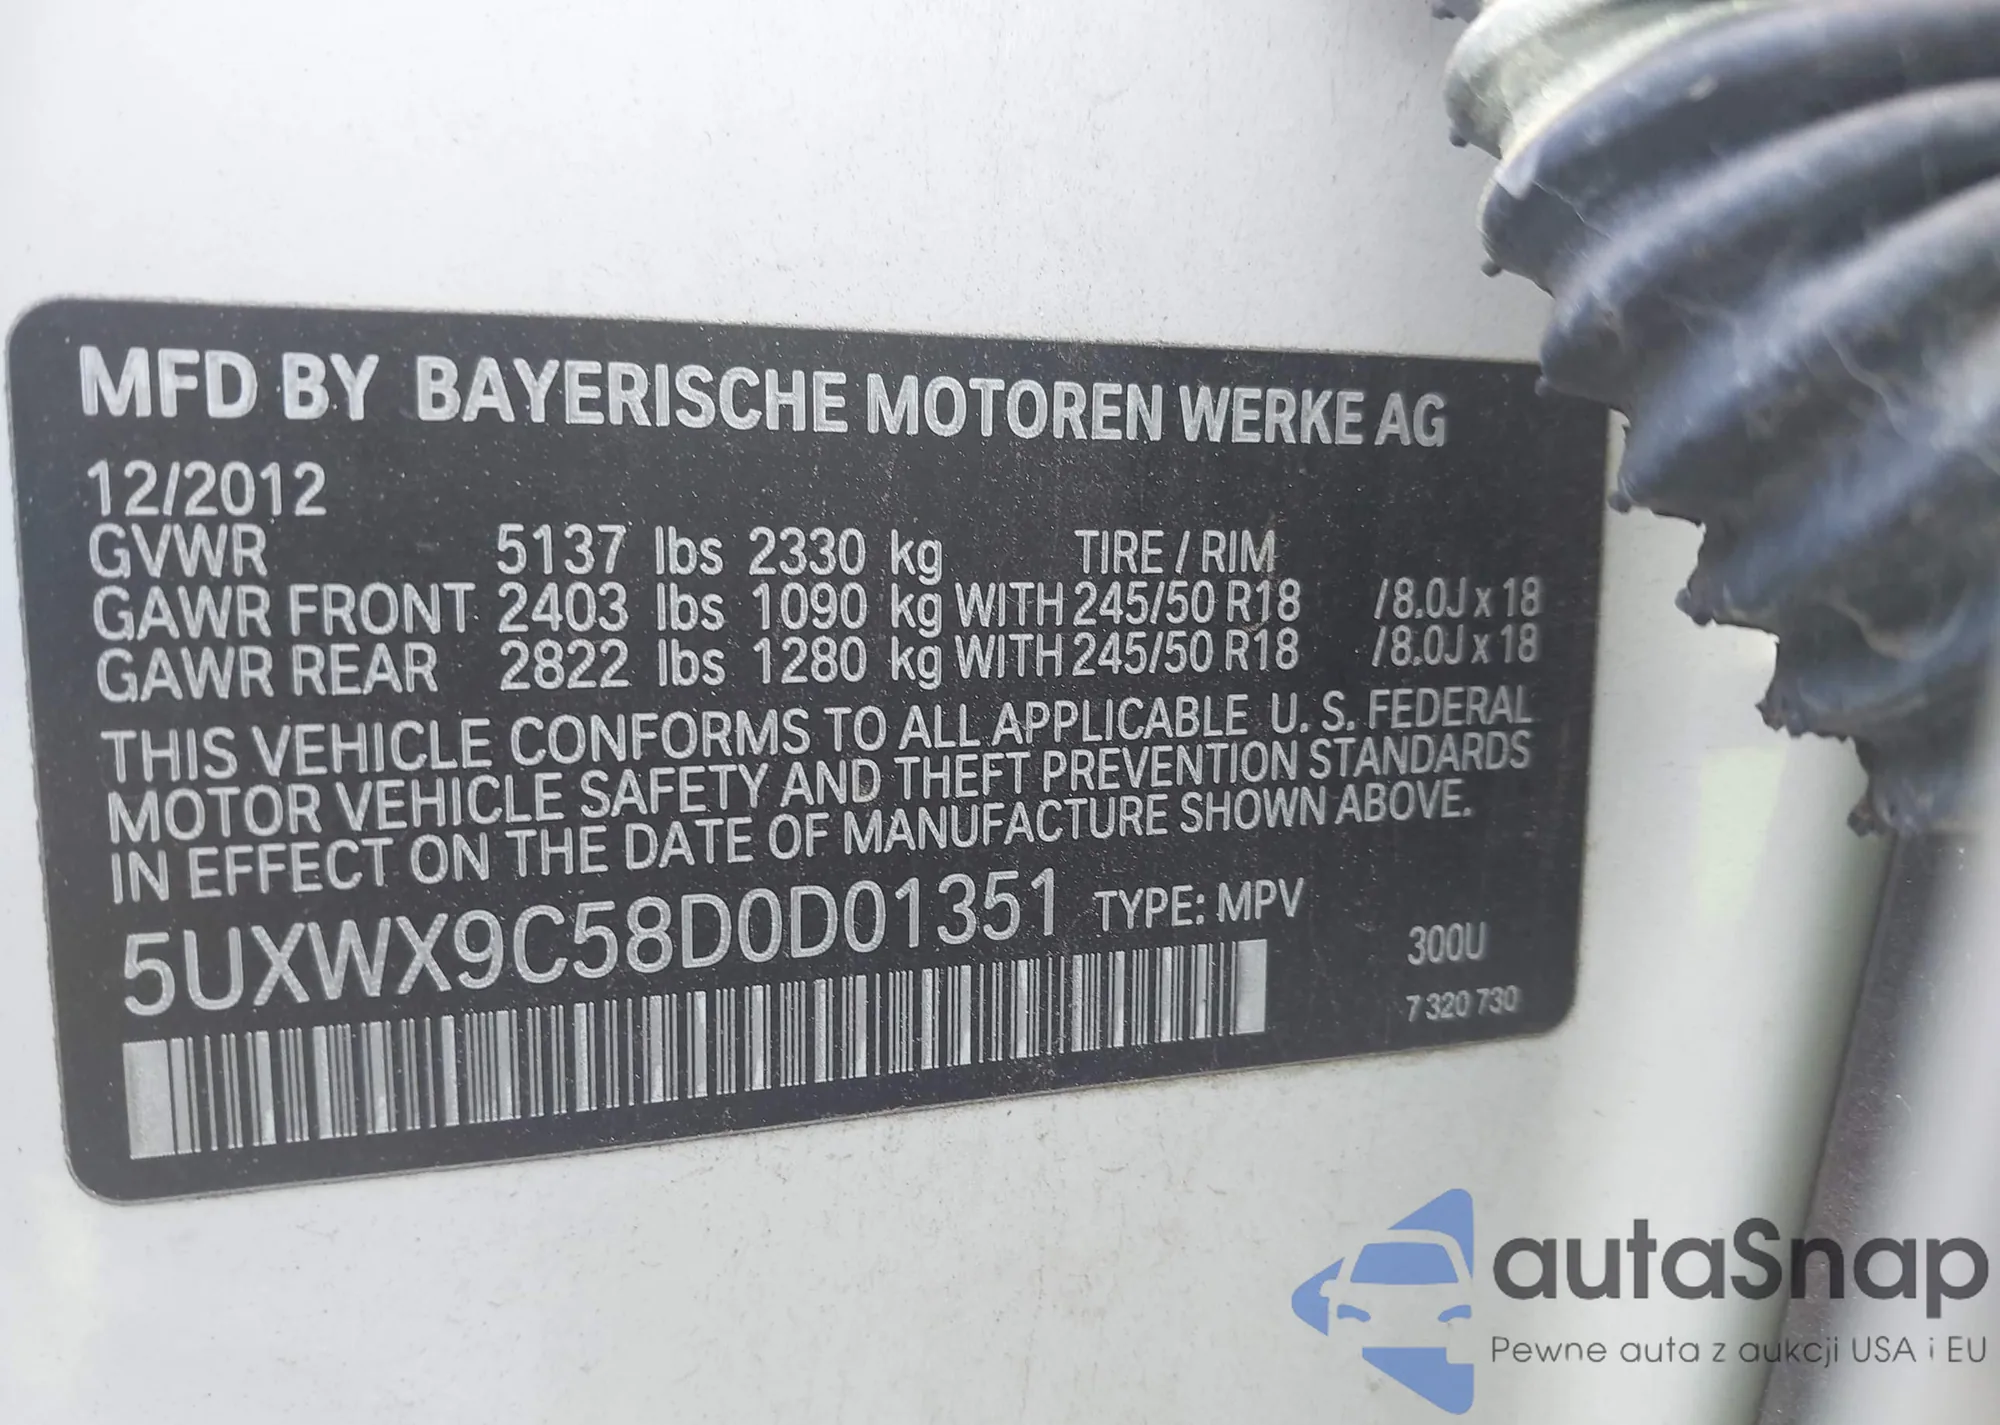 MFD BY BAYERISCHE MOTOREN WERKE AG
12/2012
GVWR 5137 lbs 2330 kg TIRE / RIM
GAWR FRONT 2403 lbs 1090 kg WITH 245/50 R18 /8.0J x 18
GAWR REAR 2822 lbs 1280 kg WITH 245/50 R18 /8.0J x 18
THIS VEHICLE CONFORMS TO ALL APPLICABLE U. S. FEDERAL
MOTOR VEHICLE SAFETY AND THEFT PREVENTION STANDARDS
IN EFFECT ON THE DATE OF MANUFACTURE SHOWN ABOVE.
5UXWX9C58D0D01351 TYPE: MPV
300U
7 320 730
autaSnap
Pewne auta z aukcji USA i EU